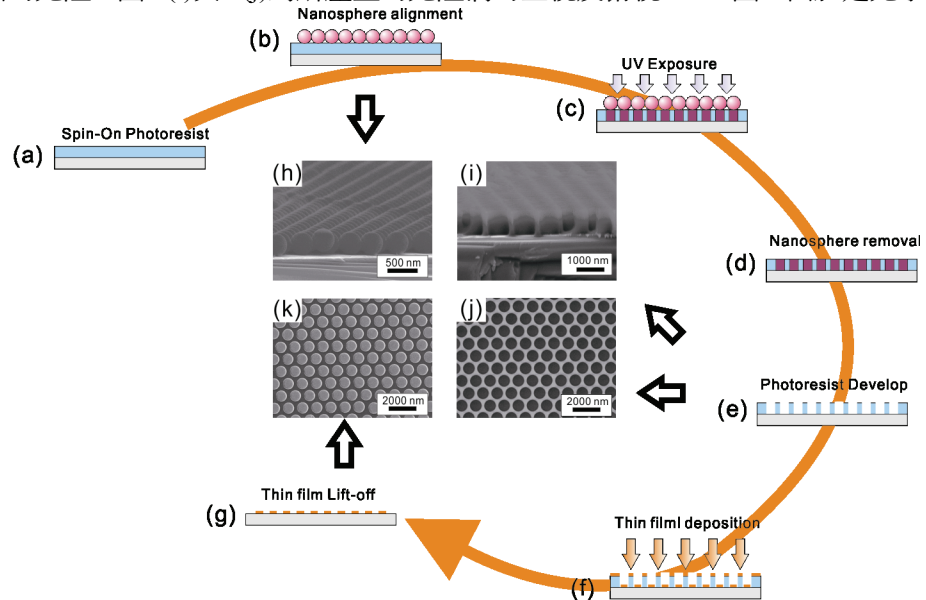 (b)
Nanosphere alignment
UV Exposure
(c)
Spin-On Photoresist
(a)
(h)
500 nm
(i)
1000 nm
Nanosphere removal
(d)
(k)
2000 nm
(j)
2000 nm
Photoresist Develop
(e)
Thin film Lift-off
(g)
Thin filml deposition
(f)